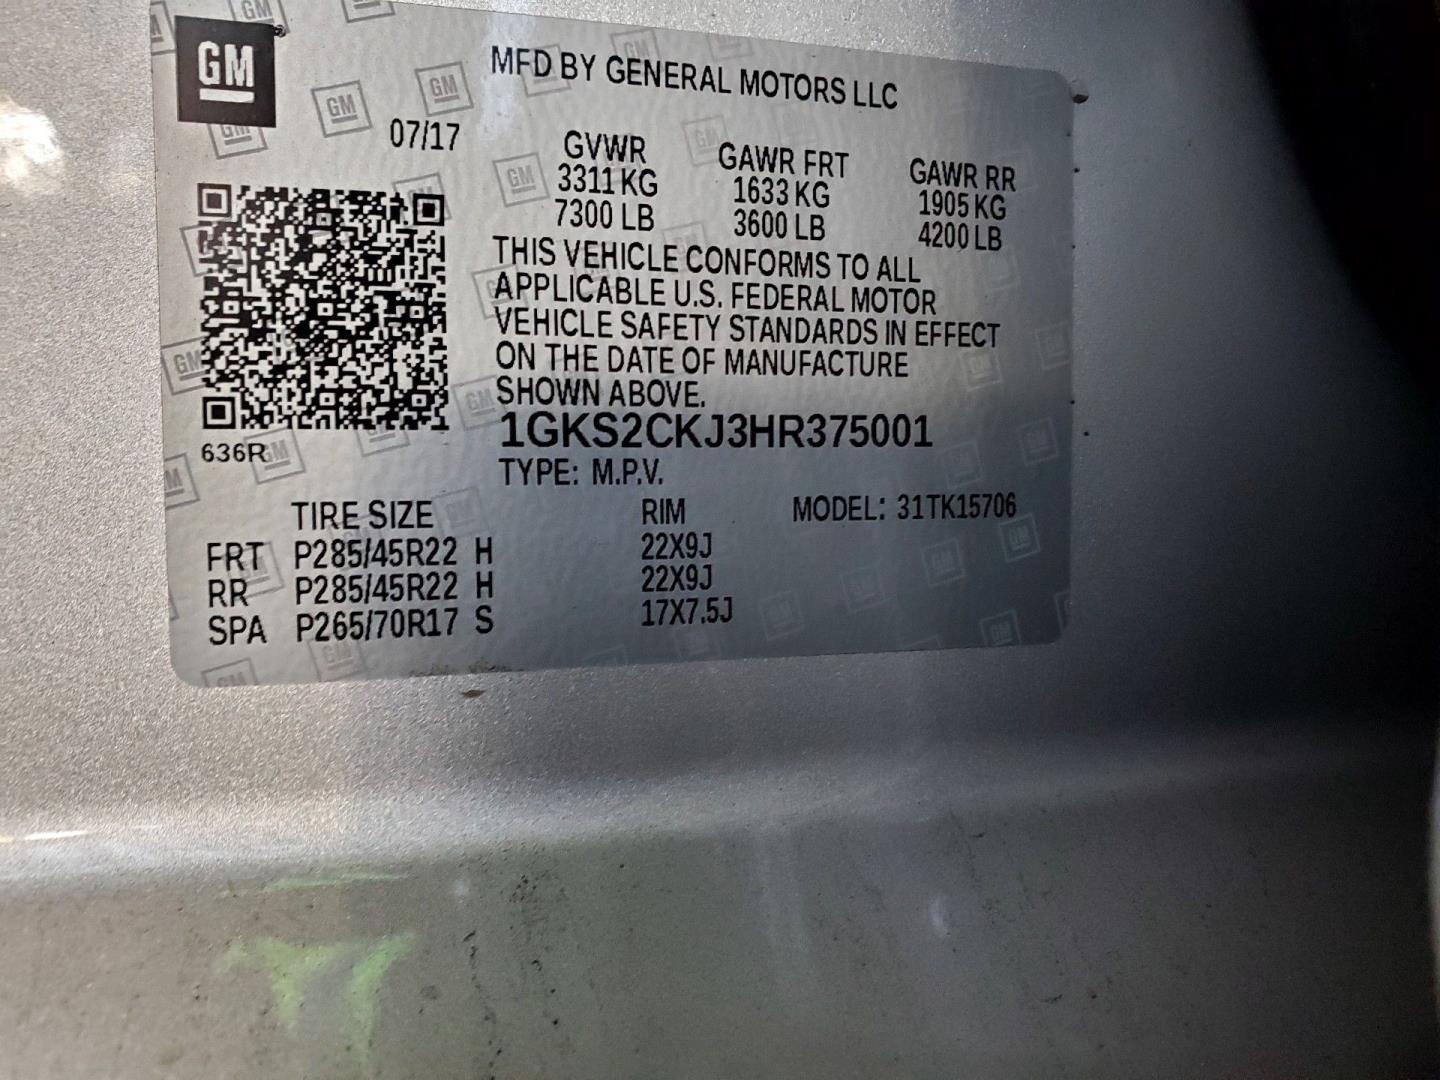 GM
MFD BY GENERAL MOTORS LLC
07/17
GVWR GAWR FRT GAWR RR
3311 KG 1633 KG 1905 KG
7300 LB 3600 LB 4200 LB
THIS VEHICLE CONFORMS TO ALL
APPLICABLE U.S. FEDERAL MOTOR
VEHICLE SAFETY STANDARDS IN EFFECT
ON THE DATE OF MANUFACTURE
SHOWN ABOVE.
1GKS2CKJ3HR375001
636R
TYPE: M.P.V.
TIRE SIZE RIM MODEL: 31TK15706
FRT P285/45R22 H 22X9J
RR P285/45R22 H 22X9J
SPA P265/70R17 S 17X7.5J